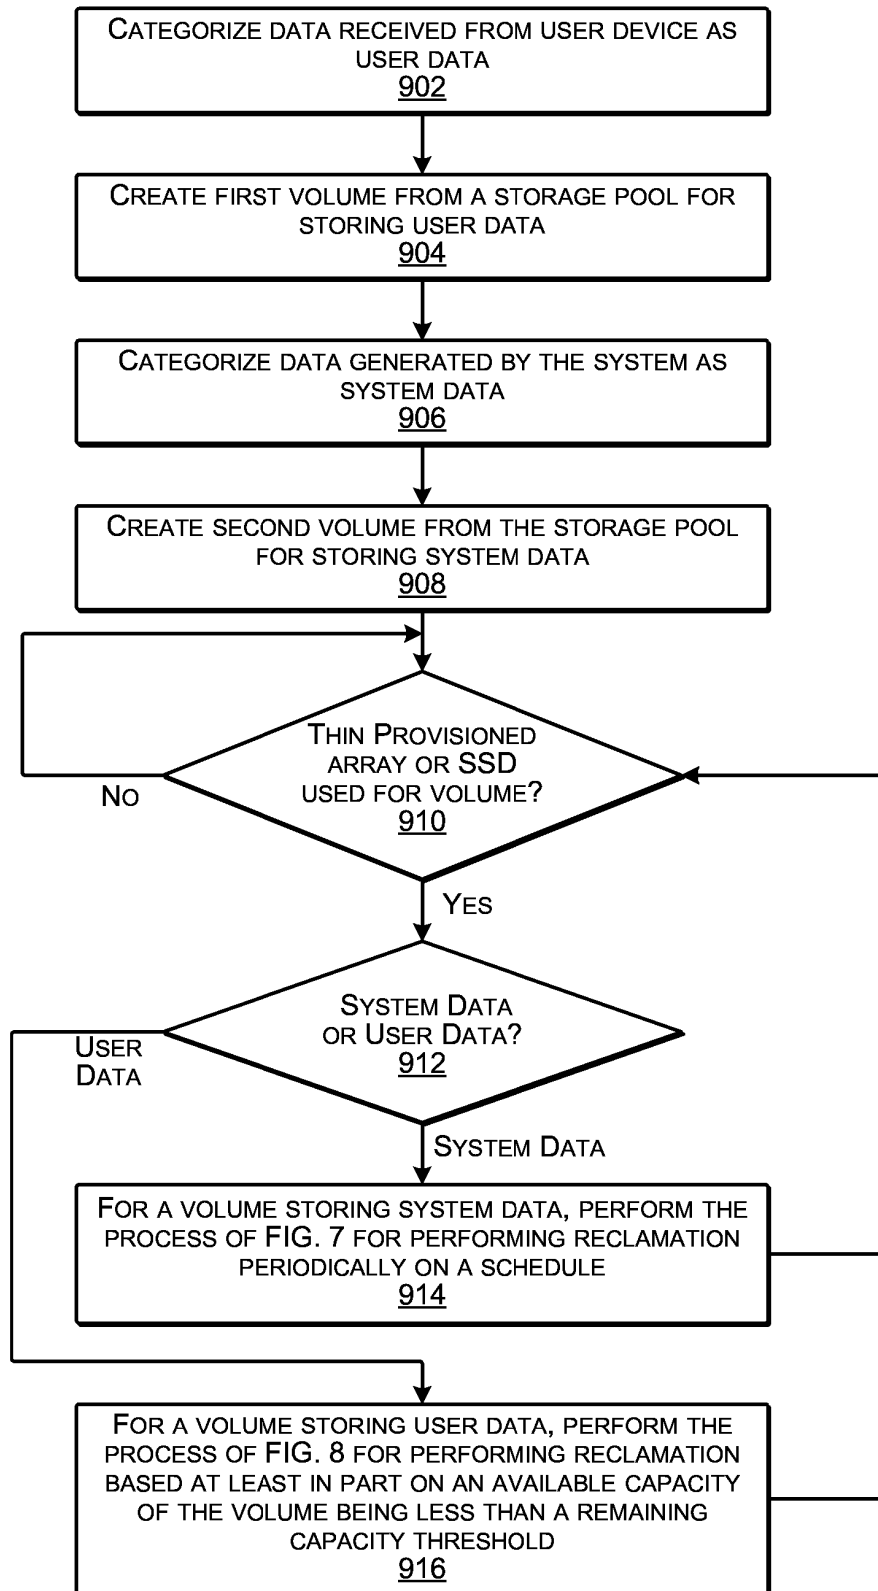 CATEGORIZE DATA RECEIVED FROM USER DEVICE AS
USER DATA
902
CREATE FIRST VOLUME FROM A STORAGE POOL FOR
STORING USER DATA
904
CATEGORIZE DATA GENERATED BY THE SYSTEM AS
SYSTEM DATA
906
CREATE SECOND VOLUME FROM THE STORAGE POOL
FOR STORING SYSTEM DATA
908
THIN PROVISIONED
ARRAY OR SSD
USED FOR VOLUME?
910
NO
YES
SYSTEM DATA
OR USER DATA?
912
USER
DATA
SYSTEM DATA
FOR A VOLUME STORING SYSTEM DATA, PERFORM THE
PROCESS OF FIG. 7 FOR PERFORMING RECLAMATION
PERIODICALLY ON A SCHEDULE
914
FOR A VOLUME STORING USER DATA, PERFORM THE
PROCESS OF FIG. 8 FOR PERFORMING RECLAMATION
BASED AT LEAST IN PART ON AN AVAILABLE CAPACITY
OF THE VOLUME BEING LESS THAN A REMAINING
CAPACITY THRESHOLD
916